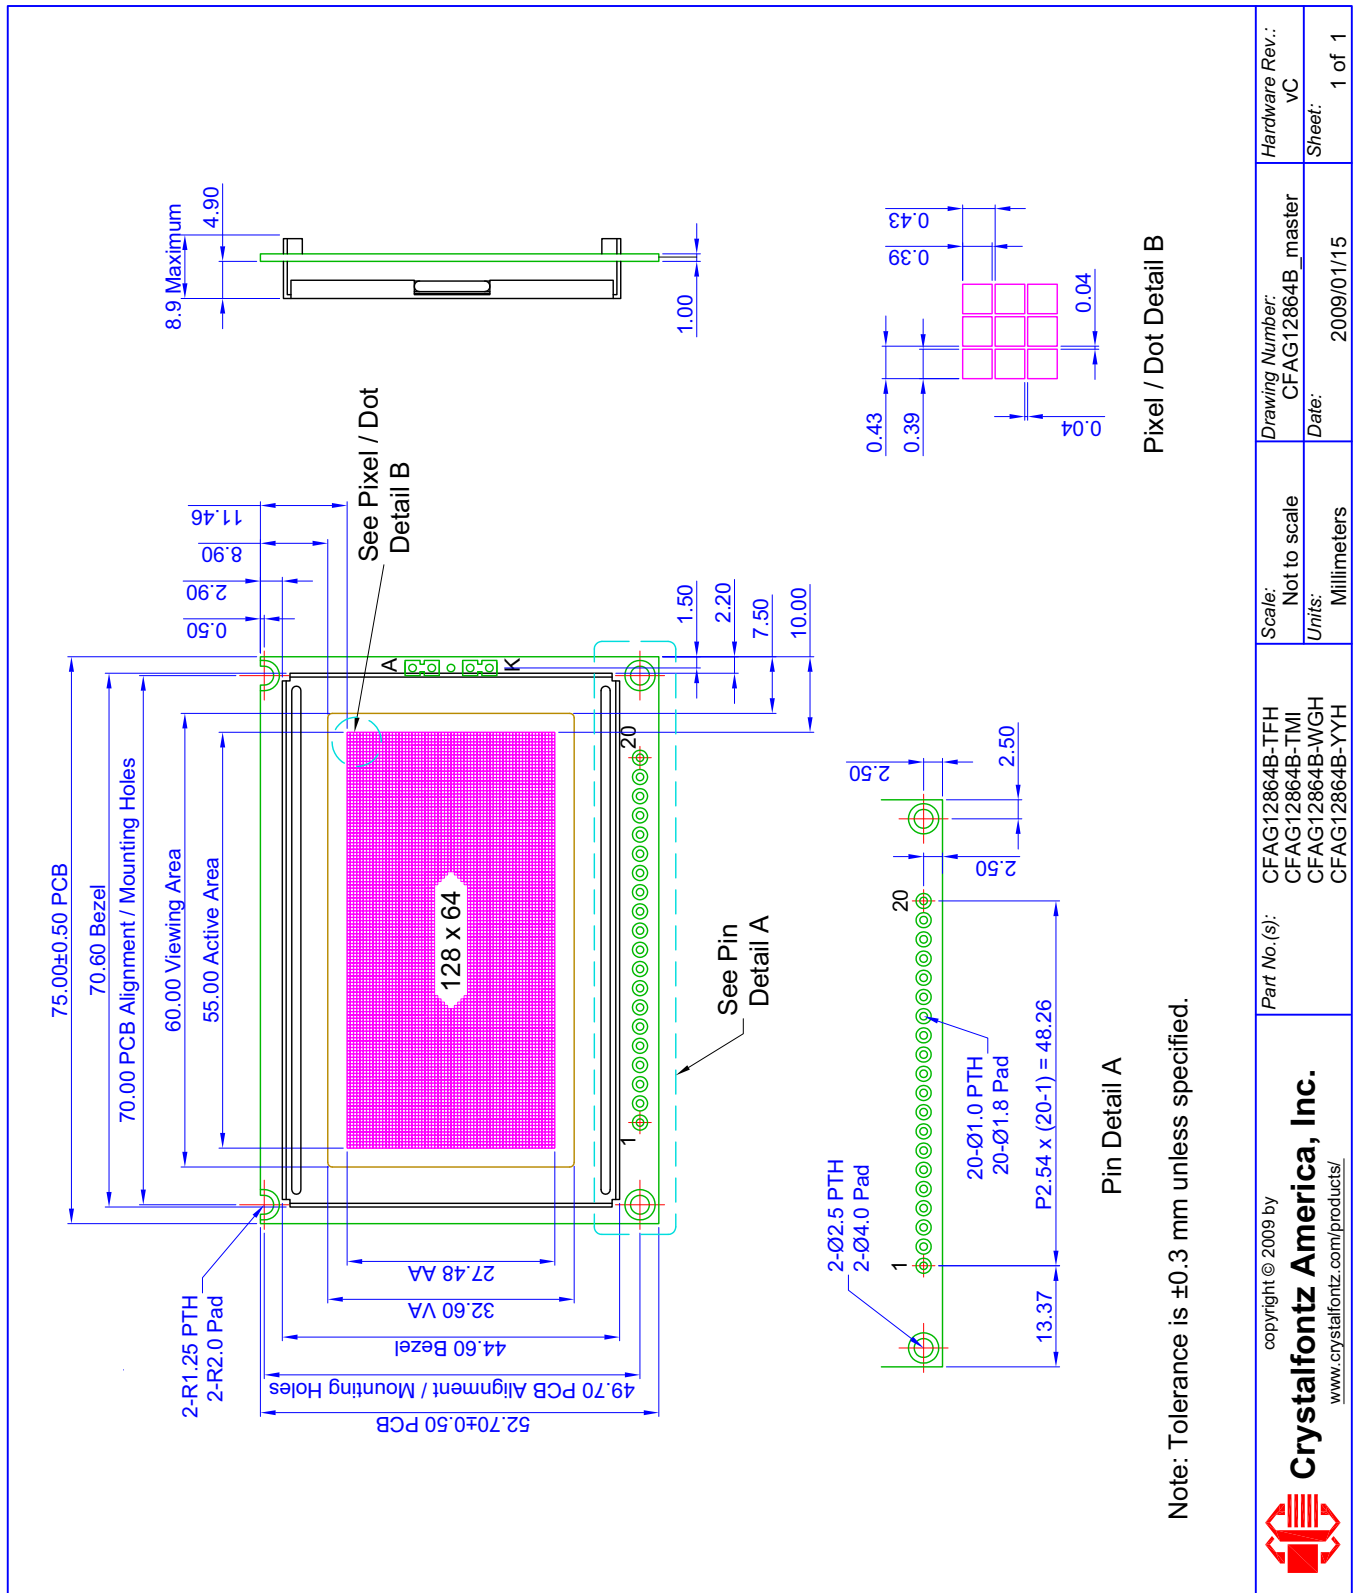 75.00±0.50 PCB
70.60 Bezel
70.00 PCB Alignment / Mounting Holes
60.00 Viewing Area
55.00 Active Area
2-R1.25 PTH
2-R2.0 Pad
52.70±0.50 PCB
49.70 PCB Alignment / Mounting Holes
44.60 Bezel
32.60 VA
27.48 AA
128 x 64
1
20
A
K
0.50
2.90
8.90
11.46
See Pixel / Dot
Detail B
1.50
2.20
7.50
10.00
See Pin
Detail A
8.9 Maximum
4.90
1.00
2-Ø2.5 PTH
2-Ø4.0 Pad
1
20
20-Ø1.0 PTH
20-Ø1.8 Pad
13.37
P2.54 x (20-1) = 48.26
2.50
2.50
2.50
Pin Detail A
0.43
0.39
0.43
0.39
0.04
0.04
Pixel / Dot Detail B
Note: Tolerance is ±0.3 mm unless specified.
copyright © 2009 by
Crystalfontz America, Inc.
www.crystalfontz.com/products/
Part No.(s):
CFAG12864B-TFH
CFAG12864B-TMI
CFAG12864B-WGH
CFAG12864B-YYH
Scale:
Not to scale
Units:
Millimeters
Drawing Number:
CFAG12864B_master
Date:
2009/01/15
Hardware Rev.:
vC
Sheet:
1 of 1